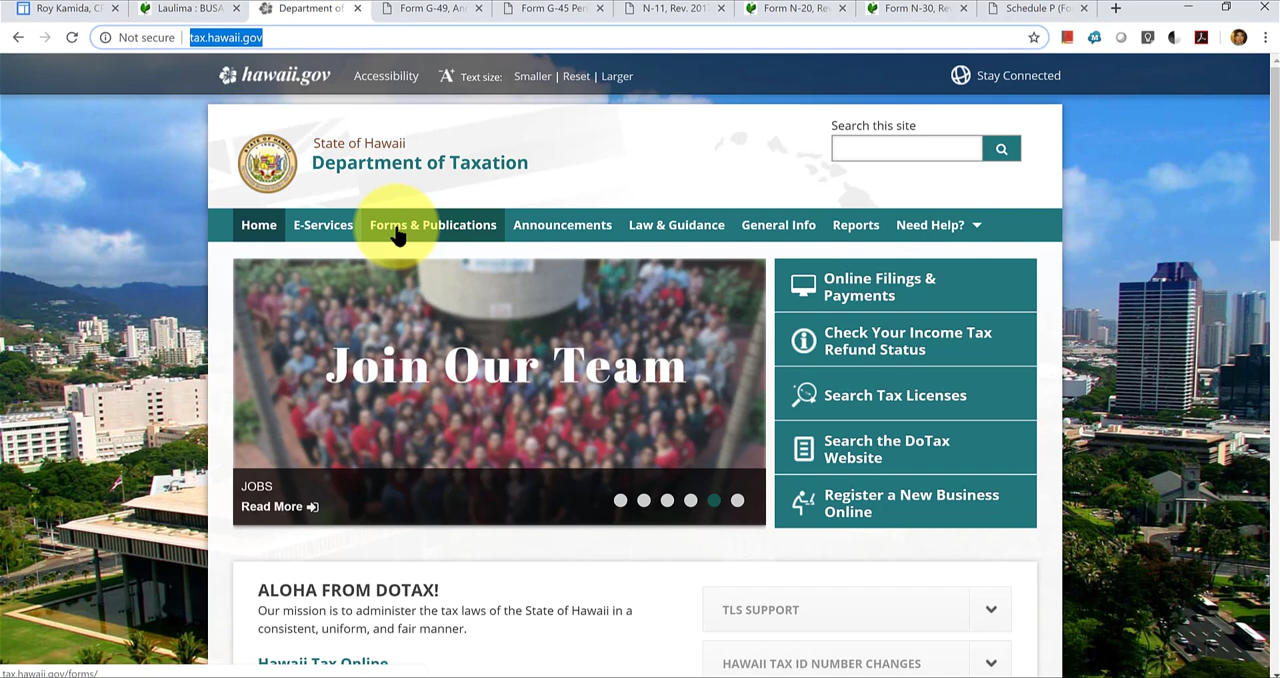 Roy Kamida, CF
Laulima : BUSA
Department of
Form G-49, An
Form G-45 Per
N-11, Rev. 2017
Form N-20, Rev
Form N-30, Rev
Schedule P (Fo
Not secure
tax.hawaii.gov
hawaii.gov
Accessibility
Text size:
Smaller | Reset | Larger
Stay Connected
State of Hawaii
Department of Taxation
Search this site
Home
E-Services
Forms & Publications
Announcements
Law & Guidance
General Info
Reports
Need Help?
Join Our Team
JOBS
Read More
Online Filings &
Payments
Check Your Income Tax
Refund Status
Search Tax Licenses
Search the DoTax
Website
Register a New Business
Online
ALOHA FROM DOTAX!
Our mission is to administer the tax laws of the State of Hawaii in a
consistent, uniform, and fair manner.
Hawaii Tax Online
TLS SUPPORT
HAWAII TAX ID NUMBER CHANGES
tax.hawaii.gov/forms/